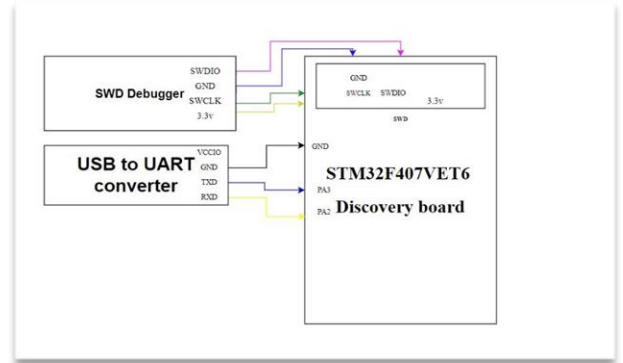 SWD Debugger
SWDIO
GND
SWCLK
3.3v
USB to UART
converter
VCCIO
GND
TXD
RXD
GND
SWCLK SWDIO
3.3v
SWD
GND
PA3
PA2
STM32F407VET6
Discovery board